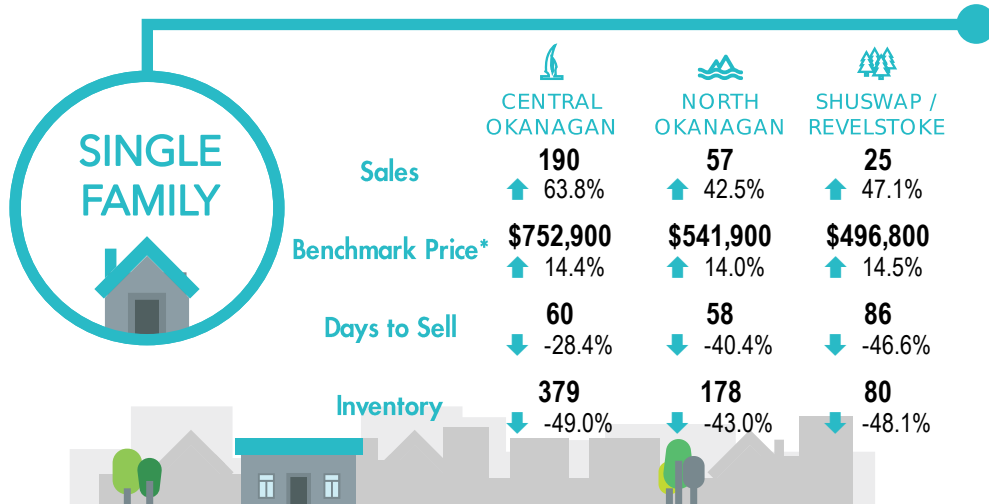 SINGLE
FAMILY
CENTRAL
OKANAGAN
NORTH
OKANAGAN
SHUSWAP /
REVELSTOKE
Sales
190
57
25
63.8%
42.5%
47.1%
Benchmark Price*
$752,900
$541,900
$496,800
14.4%
14.0%
14.5%
Days to Sell
60
58
86
-28.4%
-40.4%
-46.6%
Inventory
379
178
80
-49.0%
-43.0%
-48.1%